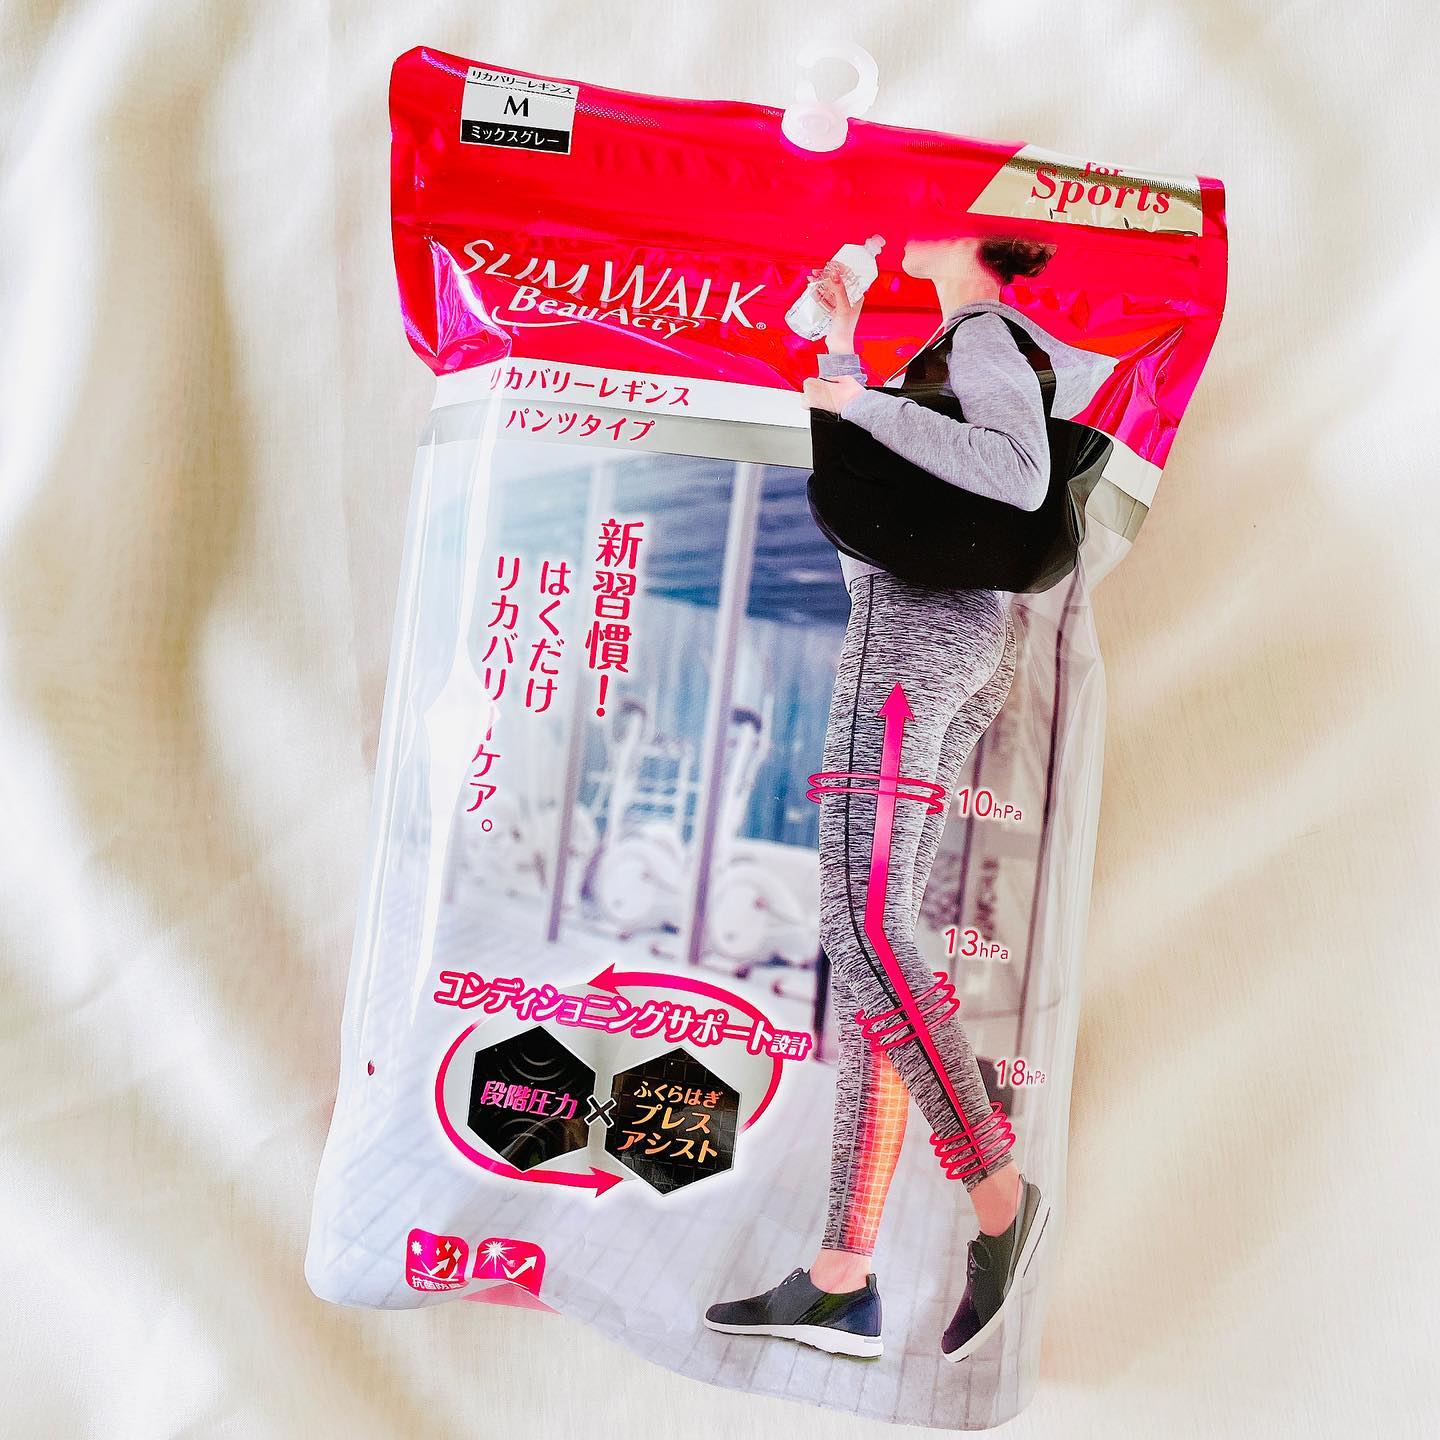 リカバリーレギンス
M
ミックスグレー
for
Sports
SLIM WALK®
BeauActy
リカバリーレギンス
パンツタイプ
新習慣！
はくだけ
リカバリーケア。
10hPa
13hPa
18hPa
コンディショニングサポート設計
段階圧力
×
ふくらはぎ
プレス
アシスト
抗菌防臭